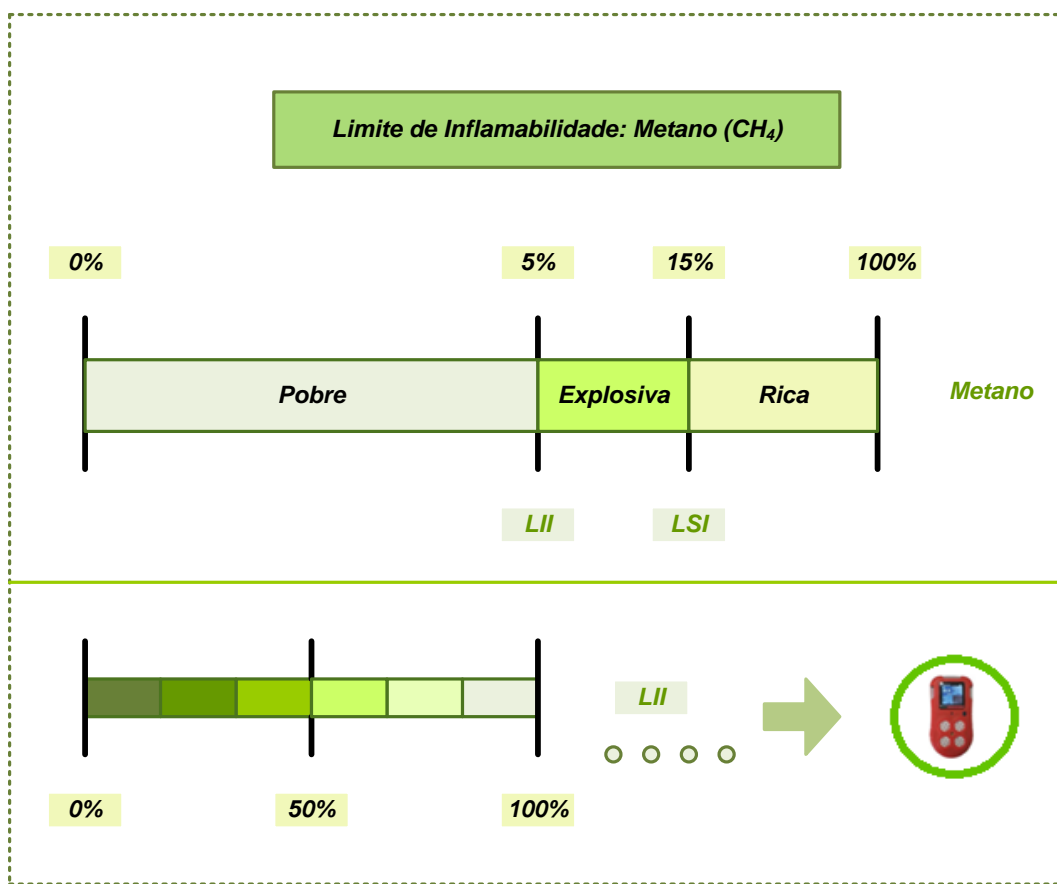 Limite de Inflamabilidade: Metano (CH₄)
0% 5% 15% 100%
Pobre Explosiva Rica Metano
LII LSI
LII
0% 50% 100%